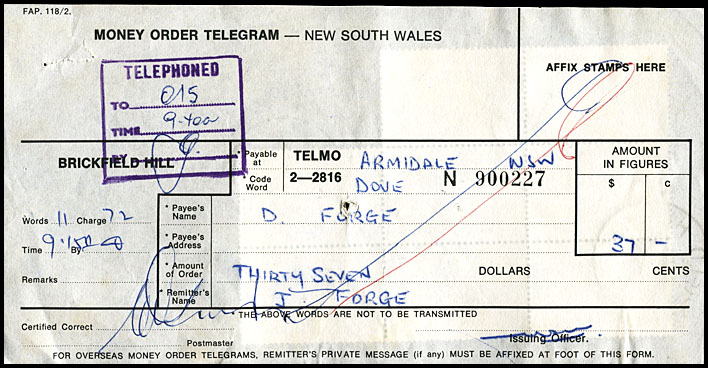 FAP. 118/2.
MONEY ORDER TELEGRAM — NEW SOUTH WALES
AFFIX STAMPS HERE
TELEPHONED
TO 015
TIME
BY
BRICKFIELD HILL
* Payable at
TELMO
ARMIDALE NSW
AMOUNT IN FIGURES
* Code Word
2—2816
DOVE
N 900227
$ c
Words 11 Charge 72
* Payee's Name
D. FORGE
Time 9.15 By
* Payee's Address
37 -
* Amount of Order
THIRTY SEVEN
DOLLARS
CENTS
Remarks
* Remitter's Name
J. FORGE
* THE ABOVE WORDS ARE NOT TO BE TRANSMITTED
Certified Correct
Postmaster
Issuing Officer.
FOR OVERSEAS MONEY ORDER TELEGRAMS, REMITTER'S PRIVATE MESSAGE (if any) MUST BE AFFIXED AT FOOT OF THIS FORM.